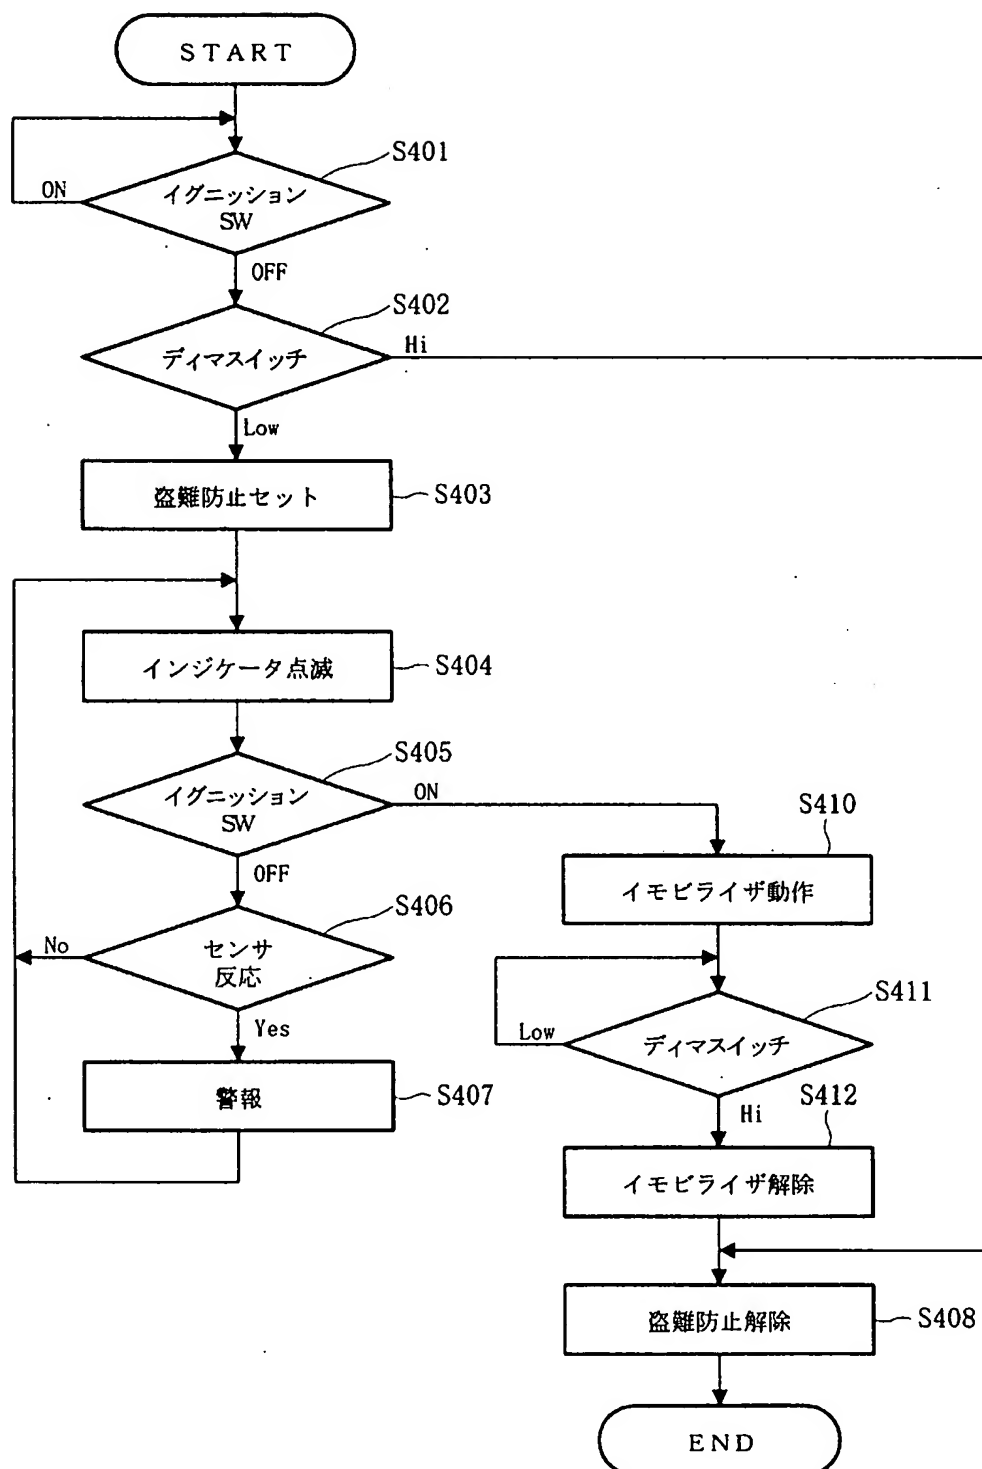 START
S401
イグニッション
SW
ON
OFF
S402
ディマスイッチ
Hi
Low
盗難防止セット
S403
インジケータ点滅
S404
S405
イグニッション
SW
ON
OFF
S406
センサ
反応
No
Yes
警報
S407
S410
イモビライザ動作
S411
ディマスイッチ
Low
Hi
S412
イモビライザ解除
盗難防止解除
S408
END